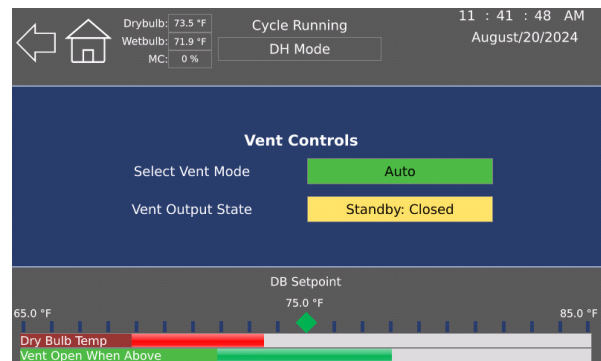 Drybulb: 73.5 °F
Wetbulb: 71.9 °F
MC: 0 %
Cycle Running
DH Mode
11 : 41 : 48 AM
August/20/2024
Vent Controls
Select Vent Mode Auto
Vent Output State Standby: Closed
DB Setpoint
75.0 °F
65.0 °F 85.0 °F
Dry Bulb Temp
Vent Open When Above